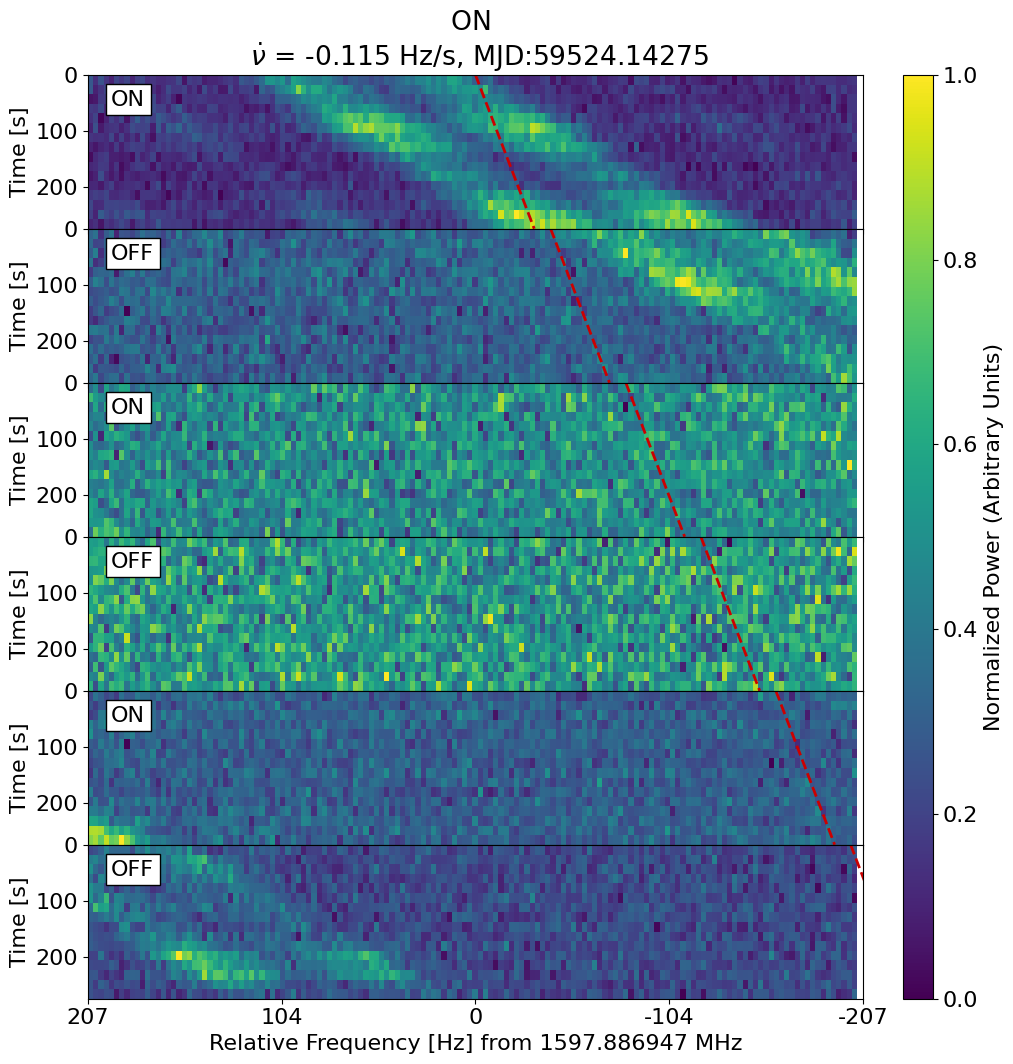 ON
ν̇ = -0.115 Hz/s, MJD:59524.14275
0
ON
Time [s]
100
200
0
OFF
Time [s]
100
200
0
ON
Time [s]
100
200
0
OFF
Time [s]
100
200
0
ON
Time [s]
100
200
0
OFF
Time [s]
100
200
207 104 0 -104 -207
Relative Frequency [Hz] from 1597.886947 MHz
1.0
0.8
0.6
0.4
0.2
0.0
Normalized Power (Arbitrary Units)